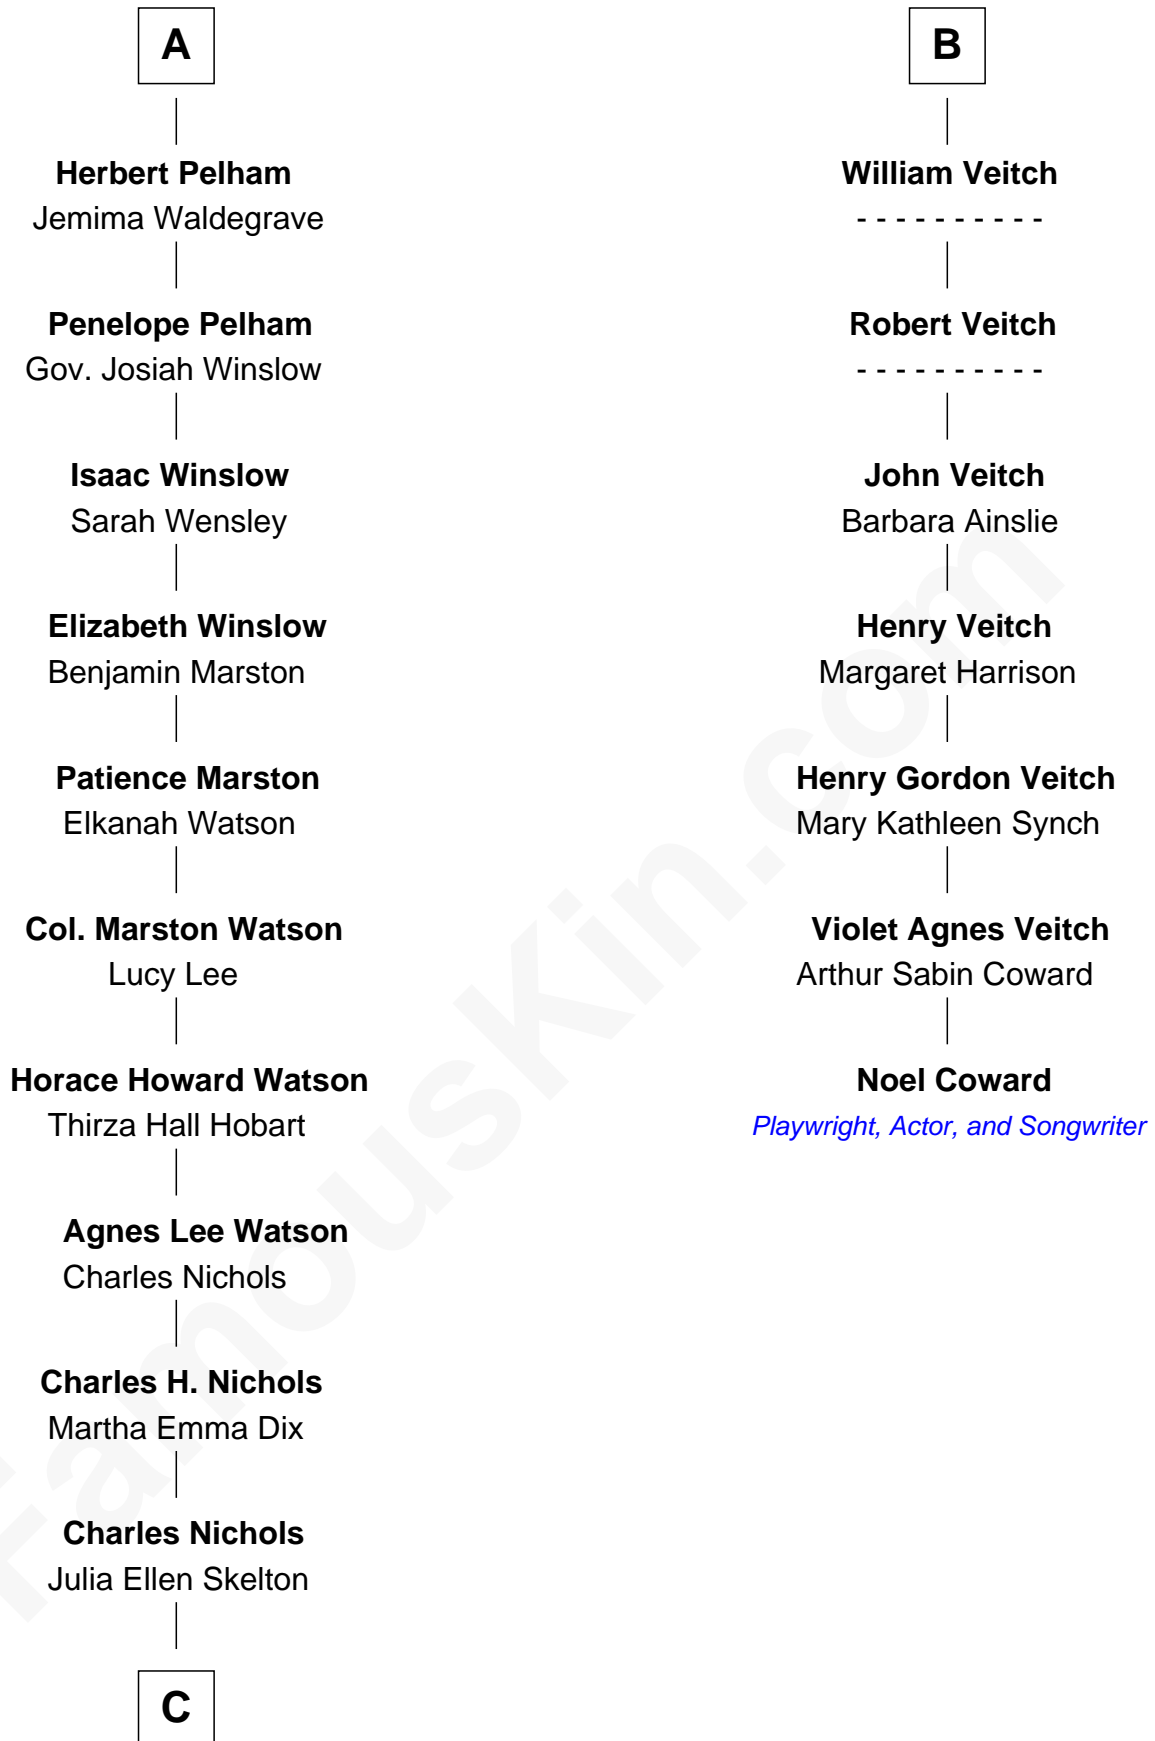 A
Herbert Pelham
Jemima Waldegrave
Penelope Pelham
Gov. Josiah Winslow
Isaac Winslow
Sarah Wensley
Elizabeth Winslow
Benjamin Marston
Patience Marston
Elkanah Watson
Col. Marston Watson
Lucy Lee
Horace Howard Watson
Thirza Hall Hobart
Agnes Lee Watson
Charles Nichols
Charles H. Nichols
Martha Emma Dix
Charles Nichols
Julia Ellen Skelton
C
B
William Veitch
- - - - - - - - - -
Robert Veitch
- - - - - - - - - -
John Veitch
Barbara Ainslie
Henry Veitch
Margaret Harrison
Henry Gordon Veitch
Mary Kathleen Synch
Violet Agnes Veitch
Arthur Sabin Coward
Noel Coward
Playwright, Actor, and Songwriter
FamousKin.com